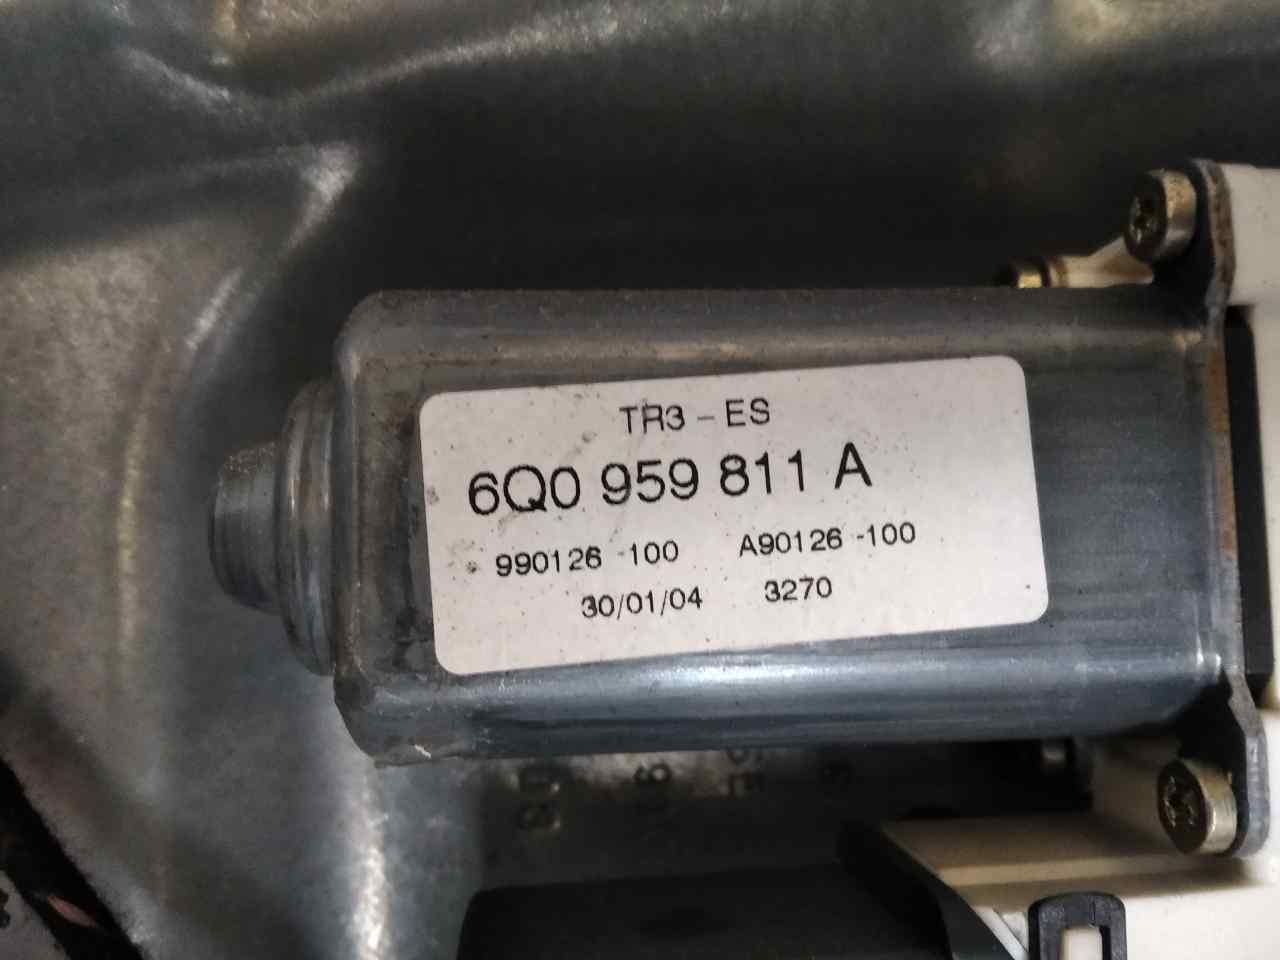 TR3 - ES
6Q0 959 811 A
990126 -100 A90126 -100
30/01/04 3270